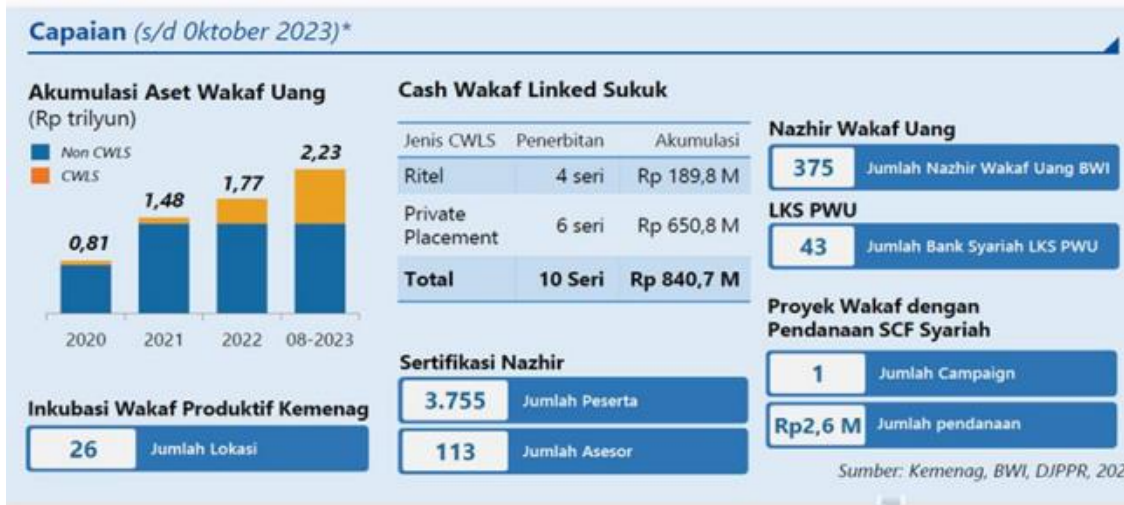 Capaian (s/d Oktober 2023)*
Akumulasi Aset Wakaf Uang
(Rp trilyun)
Non CWLS
CWLS
0,81
1,48
1,77
2,23
2020
2021
2022
08-2023
Inkubasi Wakaf Produktif Kemenag
26
Jumlah Lokasi
Cash Wakaf Linked Sukuk
Jenis CWLS Penerbitan Akumulasi
Ritel 4 seri Rp 189,8 M
Private
Placement 6 seri Rp 650,8 M
Total 10 Seri Rp 840,7 M
Sertifikasi Nazhir
3.755 Jumlah Peserta
113 Jumlah Asesor
Nazhir Wakaf Uang
375 Jumlah Nazhir Wakaf Uang BWI
LKS PWU
43 Jumlah Bank Syariah LKS PWU
Proyek Wakaf dengan
Pendanaan SCF Syariah
1 Jumlah Campaign
Rp2,6 M Jumlah pendanaan
Sumber: Kemenag, BWI, DJPPR, 202